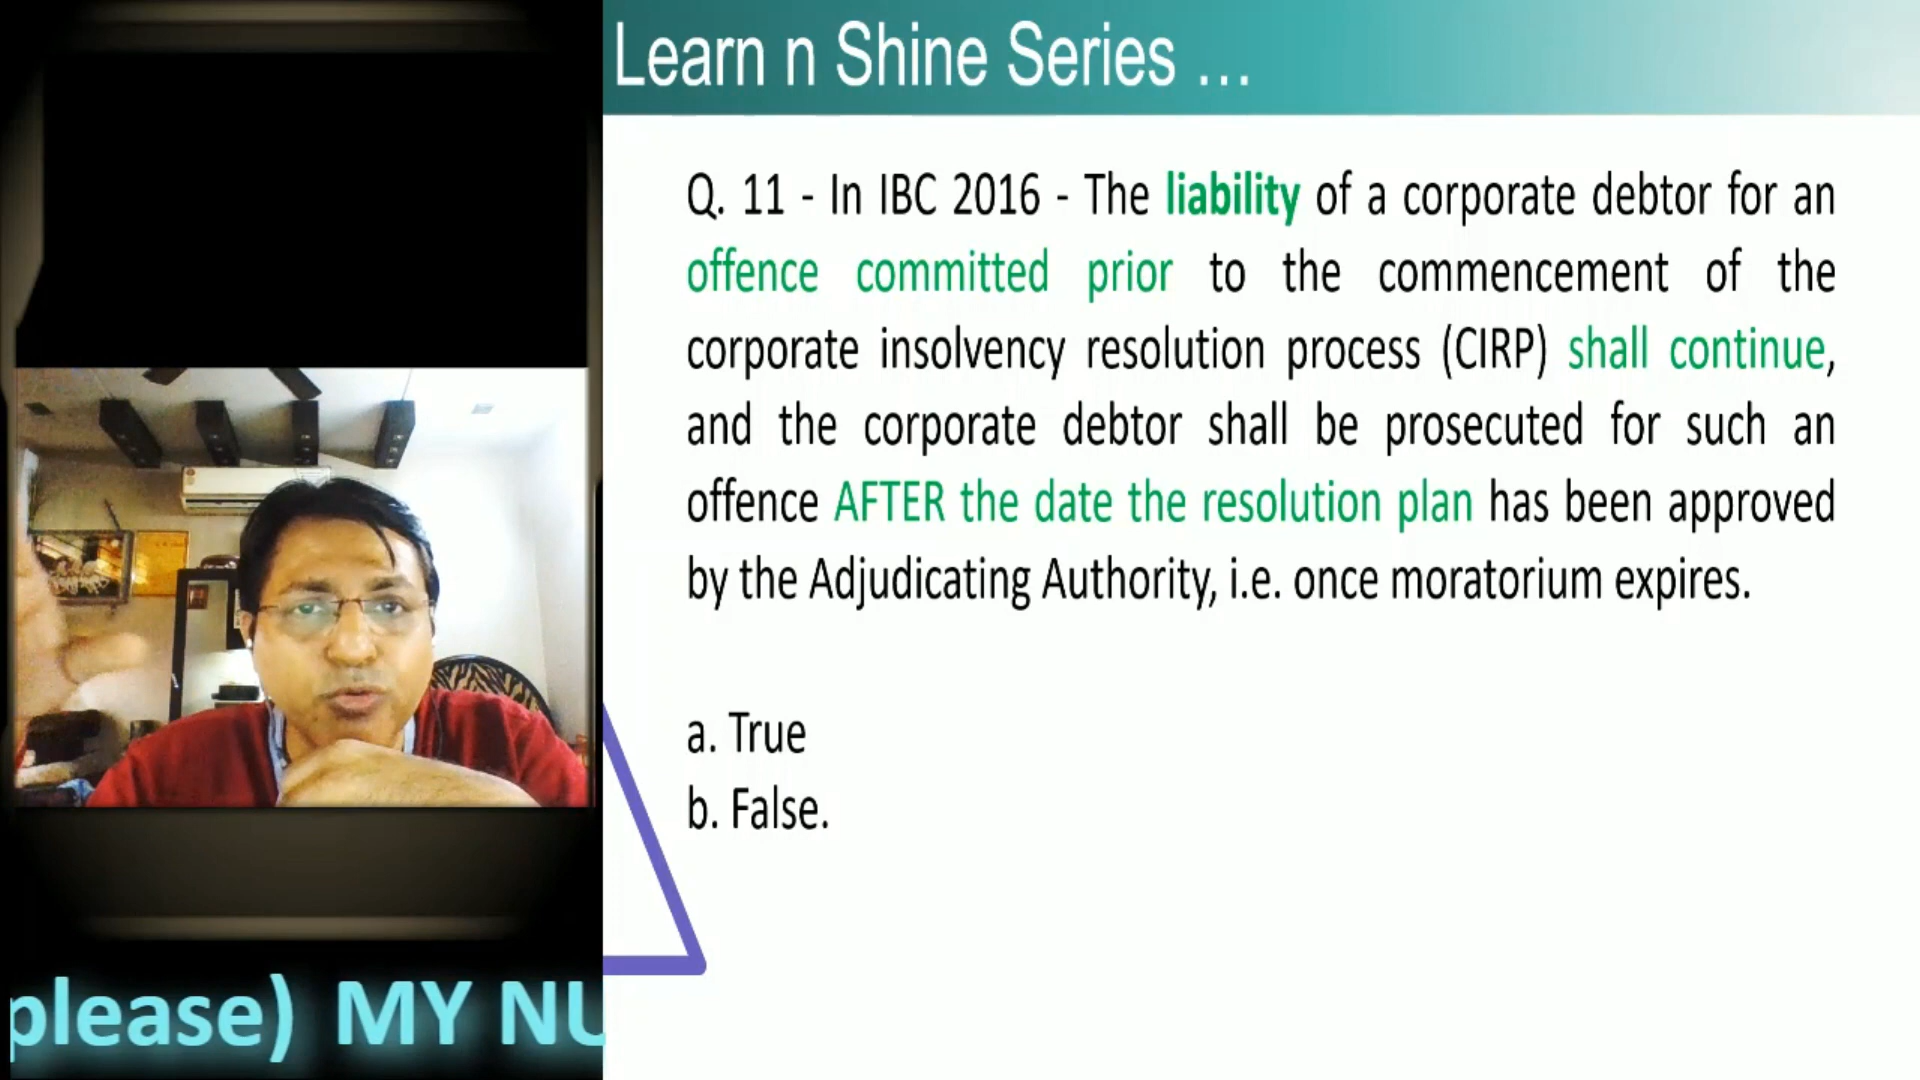 Learn n Shine Series ...
Q. 11 - In IBC 2016 - The liability of a corporate debtor for an
offence committed prior to the commencement of the
corporate insolvency resolution process (CIRP) shall continue,
and the corporate debtor shall be prosecuted for such an
offence AFTER the date the resolution plan has been approved
by the Adjudicating Authority, i.e. once moratorium expires.
a. True
b. False.
please) MY NU